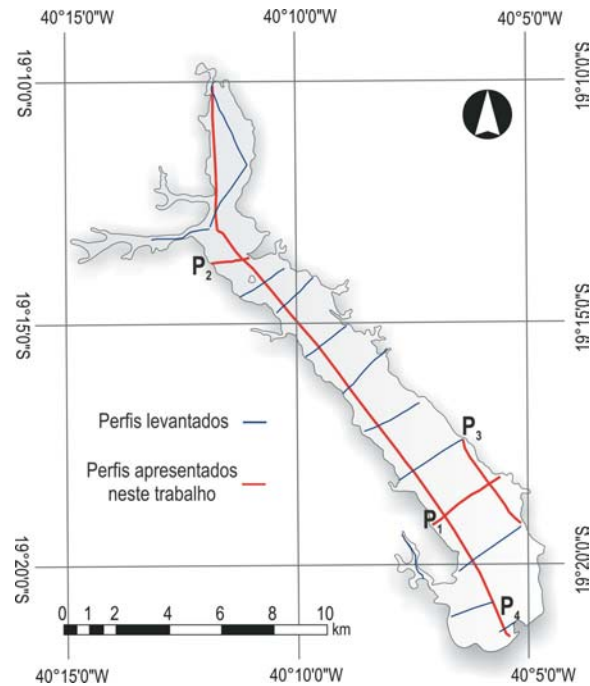 40°15'0"W 40°10'0"W 40°5'0"W
19°10'0"S 19°10'0"S
P2
19°15'0"S 19°15'0"S
Perfis levantados
P3
Perfis apresentados
neste trabalho
P1
19°20'0"S 19°20'0"S
P4
0 1 2 4 6 8 10
km
40°15'0"W 40°10'0"W 40°5'0"W